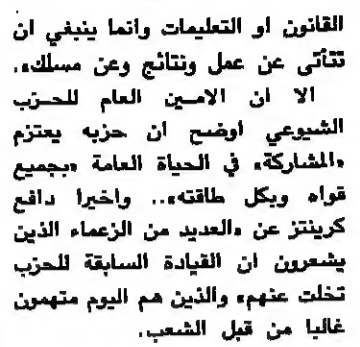 القانون او التعليمات وانما ينبغي ان
تتأتى عن عمل ونتائج وعن مسلك».
الا ان الامين العام للحزب
الشيوعي اوضح ان حزبه يعتزم
«المشاركة» في الحياة العامة «بجميع
قواه وبكل طاقته».. واخيرا دافع
كرينتز عن «العديد من الزعماء الذين
يشعرون ان القيادة السابقة للحزب
تخلت عنهم» والذين هم اليوم متهمون
غالبا من قبل الشعب.